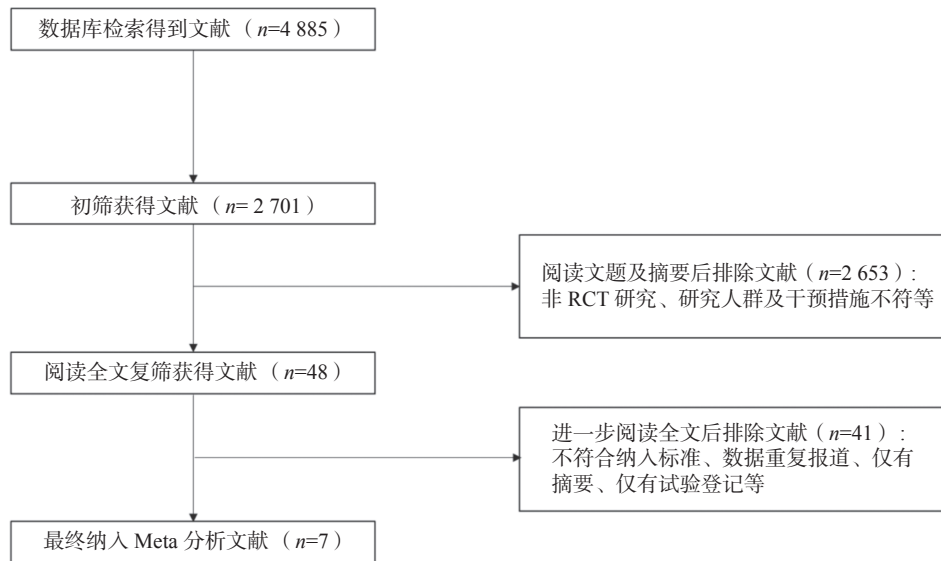 数据库检索得到文献（n=4 885）
初筛获得文献（n= 2 701）
阅读文题及摘要后排除文献（n=2 653）:
非 RCT 研究、研究人群及干预措施不符等
阅读全文复筛获得文献（n=48）
进一步阅读全文后排除文献（n=41）:
不符合纳入标准、数据重复报道、仅有
摘要、仅有试验登记等
最终纳入 Meta 分析文献（n=7）